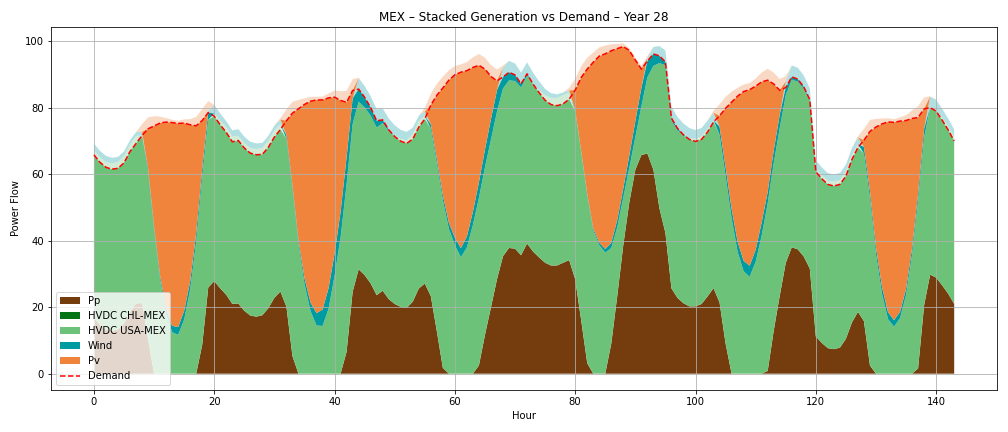 MEX – Stacked Generation vs Demand – Year 28
100
80
60
40
20
0
Power Flow
Pp
HVDC CHL-MEX
HVDC USA-MEX
Wind
Pv
Demand
0 20 40 60 80 100 120 140
Hour